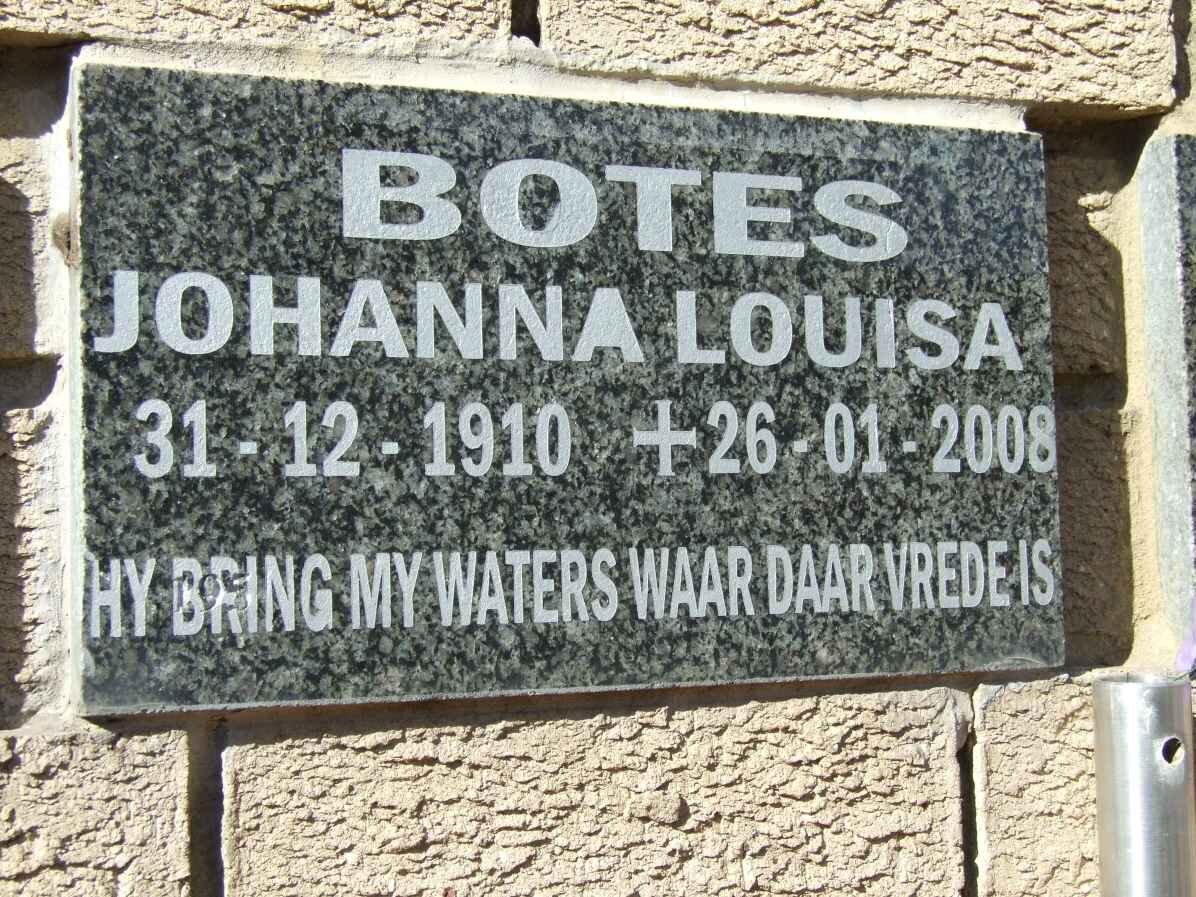 BOTES
JOHANNA LOUISA
31 - 12 - 1910 +26 - 01 - 2008
HY BRING MY WATERS WAAR DAAR VREDE IS